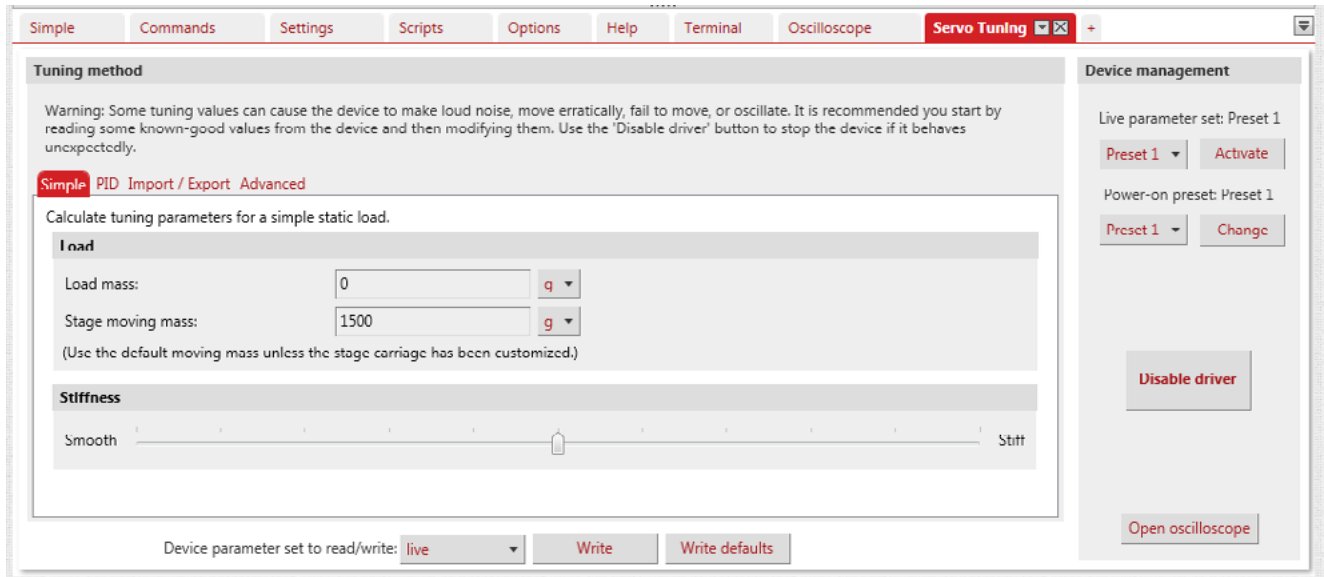 Simple Commands Settings Scripts Options Help Terminal Oscilloscope Servo Tuning +
Tuning method
Warning: Some tuning values can cause the device to make loud noise, move erratically, fail to move, or oscillate. It is recommended you start by
reading some known-good values from the device and then modifying them. Use the 'Disable driver' button to stop the device if it behaves
unexpectedly.
Simple PID Import / Export Advanced
Calculate tuning parameters for a simple static load.
Load
Load mass: 0 g
Stage moving mass: 1500 g
(Use the default moving mass unless the stage carriage has been customized.)
Stiffness
Smooth Stiff
Device parameter set to read/write: live Write Write defaults
Device management
Live parameter set: Preset 1
Preset 1 Activate
Power-on preset: Preset 1
Preset 1 Change
Disable driver
Open oscilloscope